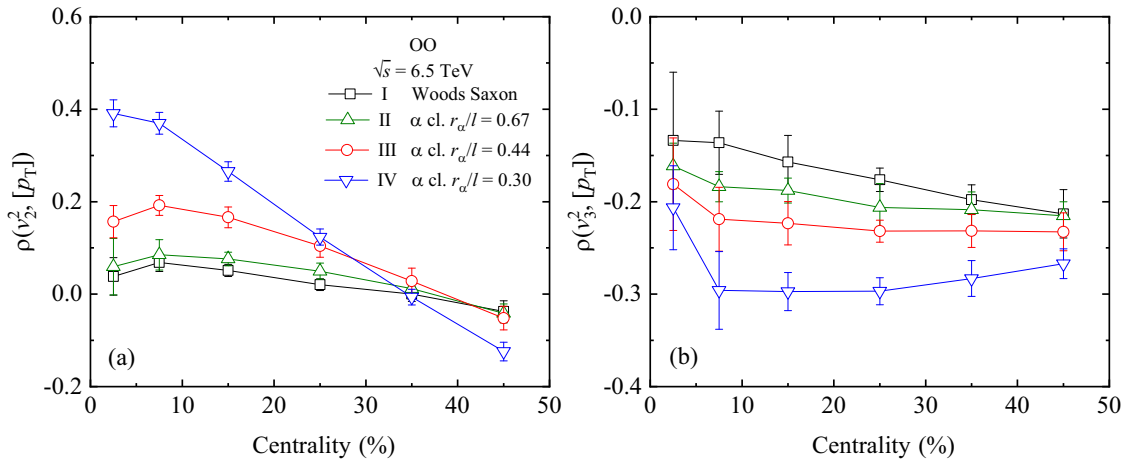 0.6
0.4
0.2
0.0
-0.2
ρ(v₂², [p_T])
OO
√s = 6.5 TeV
I Woods Saxon
II α cl. r_α/l = 0.67
III α cl. r_α/l = 0.44
IV α cl. r_α/l = 0.30
(a)
0 10 20 30 40 50
Centrality (%)
-0.0
-0.1
-0.2
-0.3
-0.4
ρ(v₃², [p_T])
(b)
0 10 20 30 40 50
Centrality (%)